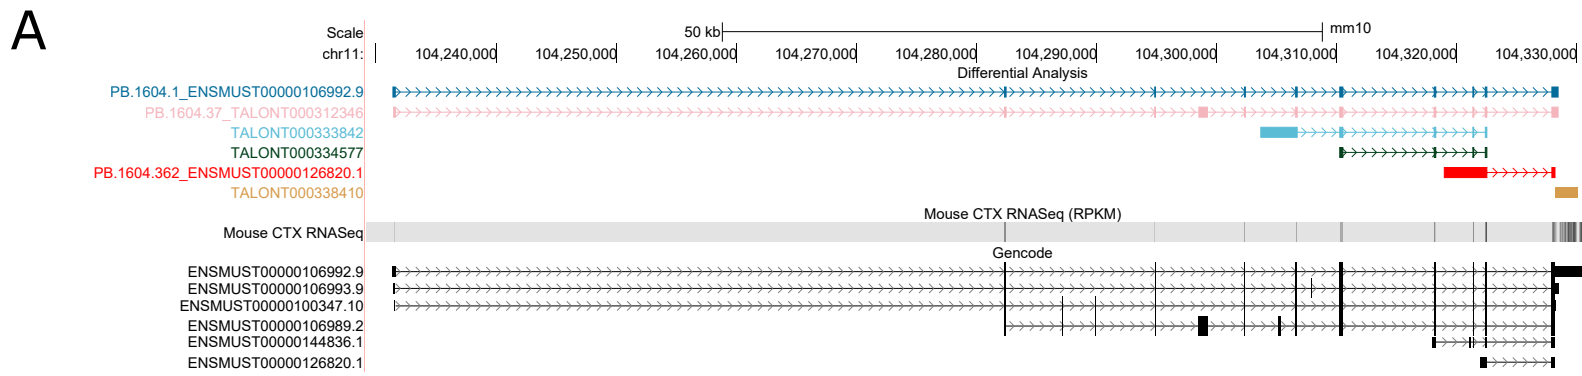 A
Scale 50 kb mm10
chr11: 104,240,000 104,250,000 104,260,000 104,270,000 104,280,000 104,290,000 104,300,000 104,310,000 104,320,000 104,330,000
Differential Analysis
PB.1604.1_ENSMUST00000106992.9
PB.1604.37_TALONT000312346
TALONT000333842
TALONT000334577
PB.1604.362_ENSMUST00000126820.1
TALONT000338410
Mouse CTX RNASeq (RPKM)
Mouse CTX RNASeq
Gencode
ENSMUST00000106992.9
ENSMUST00000106993.9
ENSMUST00000100347.10
ENSMUST00000106989.2
ENSMUST00000144836.1
ENSMUST00000126820.1